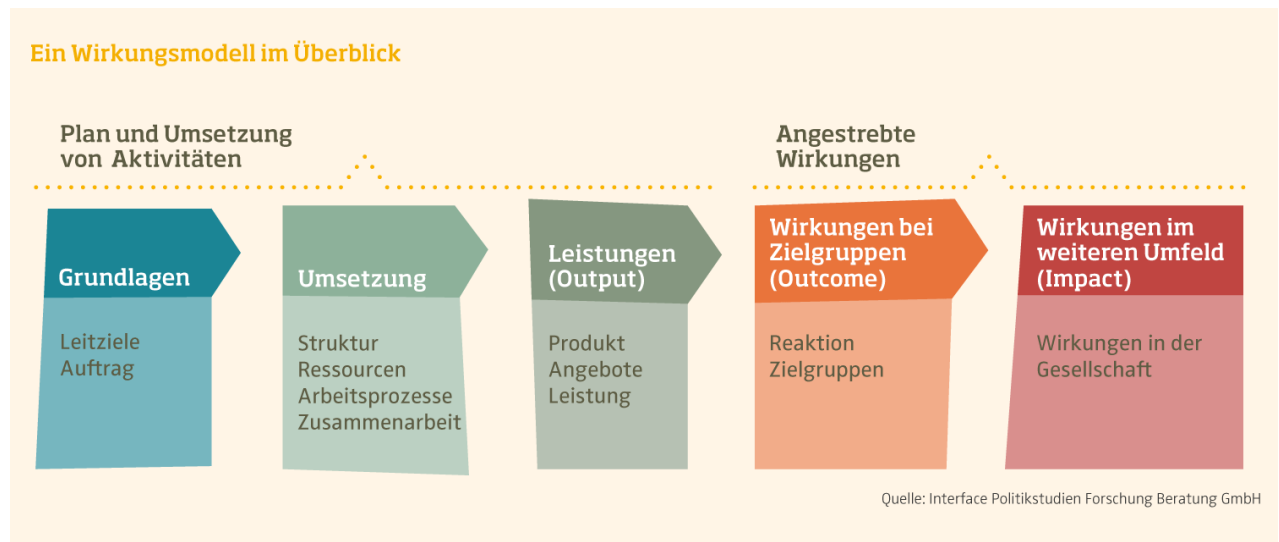 Ein Wirkungsmodell im Überblick
Plan und Umsetzung
von Aktivitäten
Angestrebte
Wirkungen
Grundlagen
Leitziele
Auftrag
Umsetzung
Struktur
Ressourcen
Arbeitsprozesse
Zusammenarbeit
Leistungen
(Output)
Produkt
Angebote
Leistung
Wirkungen bei
Zielgruppen
(Outcome)
Reaktion
Zielgruppen
Wirkungen im
weiteren Umfeld
(Impact)
Wirkungen in der
Gesellschaft
Quelle: Interface Politikstudien Forschung Beratung GmbH